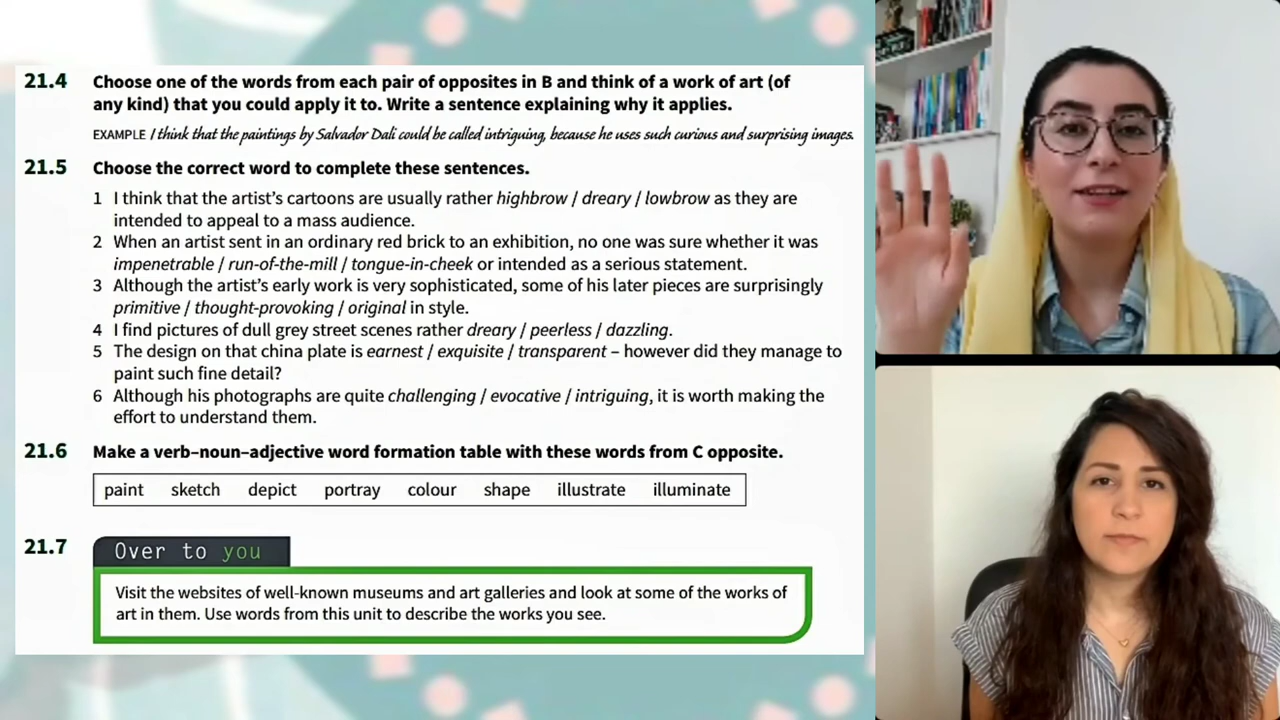 21.4 Choose one of the words from each pair of opposites in B and think of a work of art (of
any kind) that you could apply it to. Write a sentence explaining why it applies.
EXAMPLE I think that the paintings by Salvador Dali could be called intriguing, because he uses such curious and surprising images.
21.5 Choose the correct word to complete these sentences.
1 I think that the artist's cartoons are usually rather highbrow / dreary / lowbrow as they are
intended to appeal to a mass audience.
2 When an artist sent in an ordinary red brick to an exhibition, no one was sure whether it was
impenetrable / run-of-the-mill / tongue-in-cheek or intended as a serious statement.
3 Although the artist's early work is very sophisticated, some of his later pieces are surprisingly
primitive / thought-provoking / original in style.
4 I find pictures of dull grey street scenes rather dreary / peerless / dazzling.
5 The design on that china plate is earnest / exquisite / transparent – however did they manage to
paint such fine detail?
6 Although his photographs are quite challenging / evocative / intriguing, it is worth making the
effort to understand them.
21.6 Make a verb–noun–adjective word formation table with these words from C opposite.
paint sketch depict portray colour shape illustrate illuminate
21.7 Over to you
Visit the websites of well-known museums and art galleries and look at some of the works of
art in them. Use words from this unit to describe the works you see.